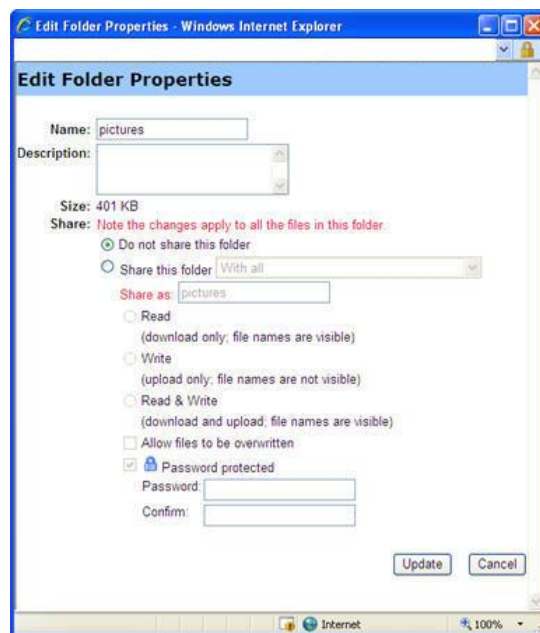 Edit Folder Properties - Windows Internet Explorer
Edit Folder Properties
Name: pictures
Description:
Size: 401 KB
Share: Note the changes apply to all the files in this folder
Do not share this folder
Share this folder With all
Share as: pictures
Read
(download only; file names are visible)
Write
(upload only; file names are not visible)
Read & Write
(download and upload; file names are visible)
Allow files to be overwritten
Password protected
Password:
Confirm:
Update Cancel
Internet 100%